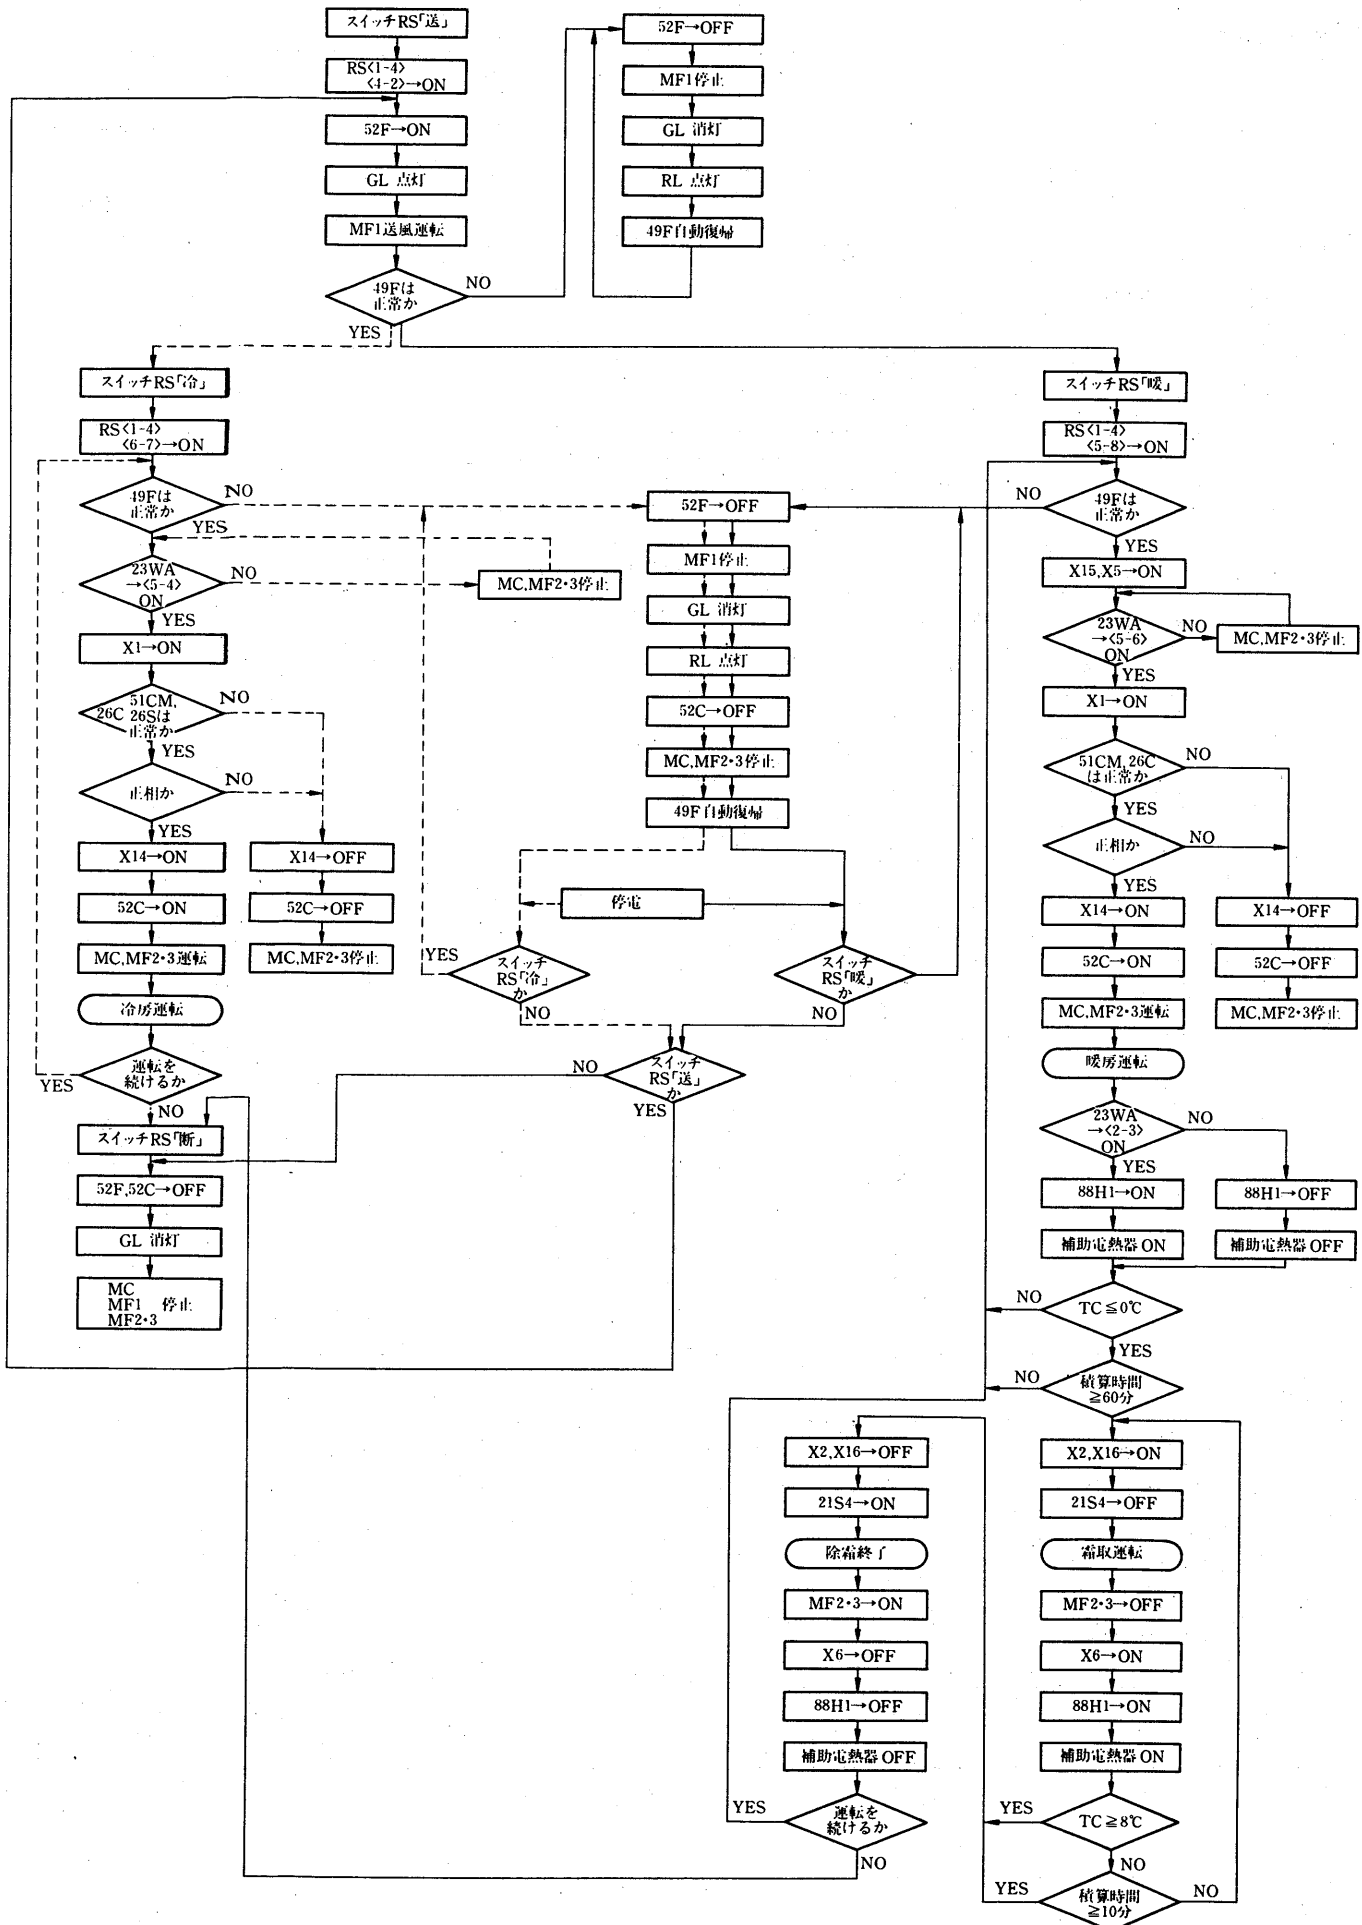 スイッチRS「送」
RS<1-4>
<4-2>→ON
52F→ON
GL 点灯
MF1送風運転
49Fは
正常か
NO
YES
52F→OFF
MF1停止
GL 消灯
RL 点灯
49F自動復帰
スイッチRS「冷」
RS<1-4>
<6-7>→ON
49Fは
正常か
NO
YES
23WA
→<5-4>
ON
NO
YES
MC,MF2・3停止
X1→ON
51CM,
26C 26Sは
正常か
NO
YES
正相か
NO
YES
X14→ON
52C→ON
MC,MF2・3運転
冷房運転
運転を
続けるか
YES
NO
X14→OFF
52C→OFF
MC,MF2・3停止
スイッチRS「断」
52F,52C→OFF
GL 消灯
MC
MF1 停止
MF2・3
52F→OFF
MF1停止
GL 消灯
RL 点灯
52C→OFF
MC,MF2・3停止
49F自動復帰
停電
スイッチ
RS「冷」
か
YES
NO
スイッチ
RS「暖」
か
NO
スイッチ
RS「送」
か
NO
YES
スイッチRS「暖」
RS<1-4>
<5-8>→ON
49Fは
正常か
NO
YES
X15,X5→ON
23WA
→<5-6>
ON
NO
YES
MC,MF2・3停止
X1→ON
51CM,26C
は正常か
NO
YES
正相か
NO
YES
X14→ON
52C→ON
MC,MF2・3運転
暖房運転
X14→OFF
52C→OFF
MC,MF2・3停止
23WA
→<2-3>
ON
NO
YES
88H1→ON
補助電熱器 ON
88H1→OFF
補助電熱器 OFF
TC≦0℃
NO
YES
積算時間
≧60分
NO
X2,X16→ON
21S4→OFF
霜取運転
MF2・3→OFF
X6→ON
88H1→ON
補助電熱器 ON
TC≧8℃
YES
NO
積算時間
≧10分
YES
NO
X2,X16→OFF
21S4→ON
除霜終了
MF2・3→ON
X6→OFF
88H1→OFF
補助電熱器 OFF
運転を
続けるか
YES
NO